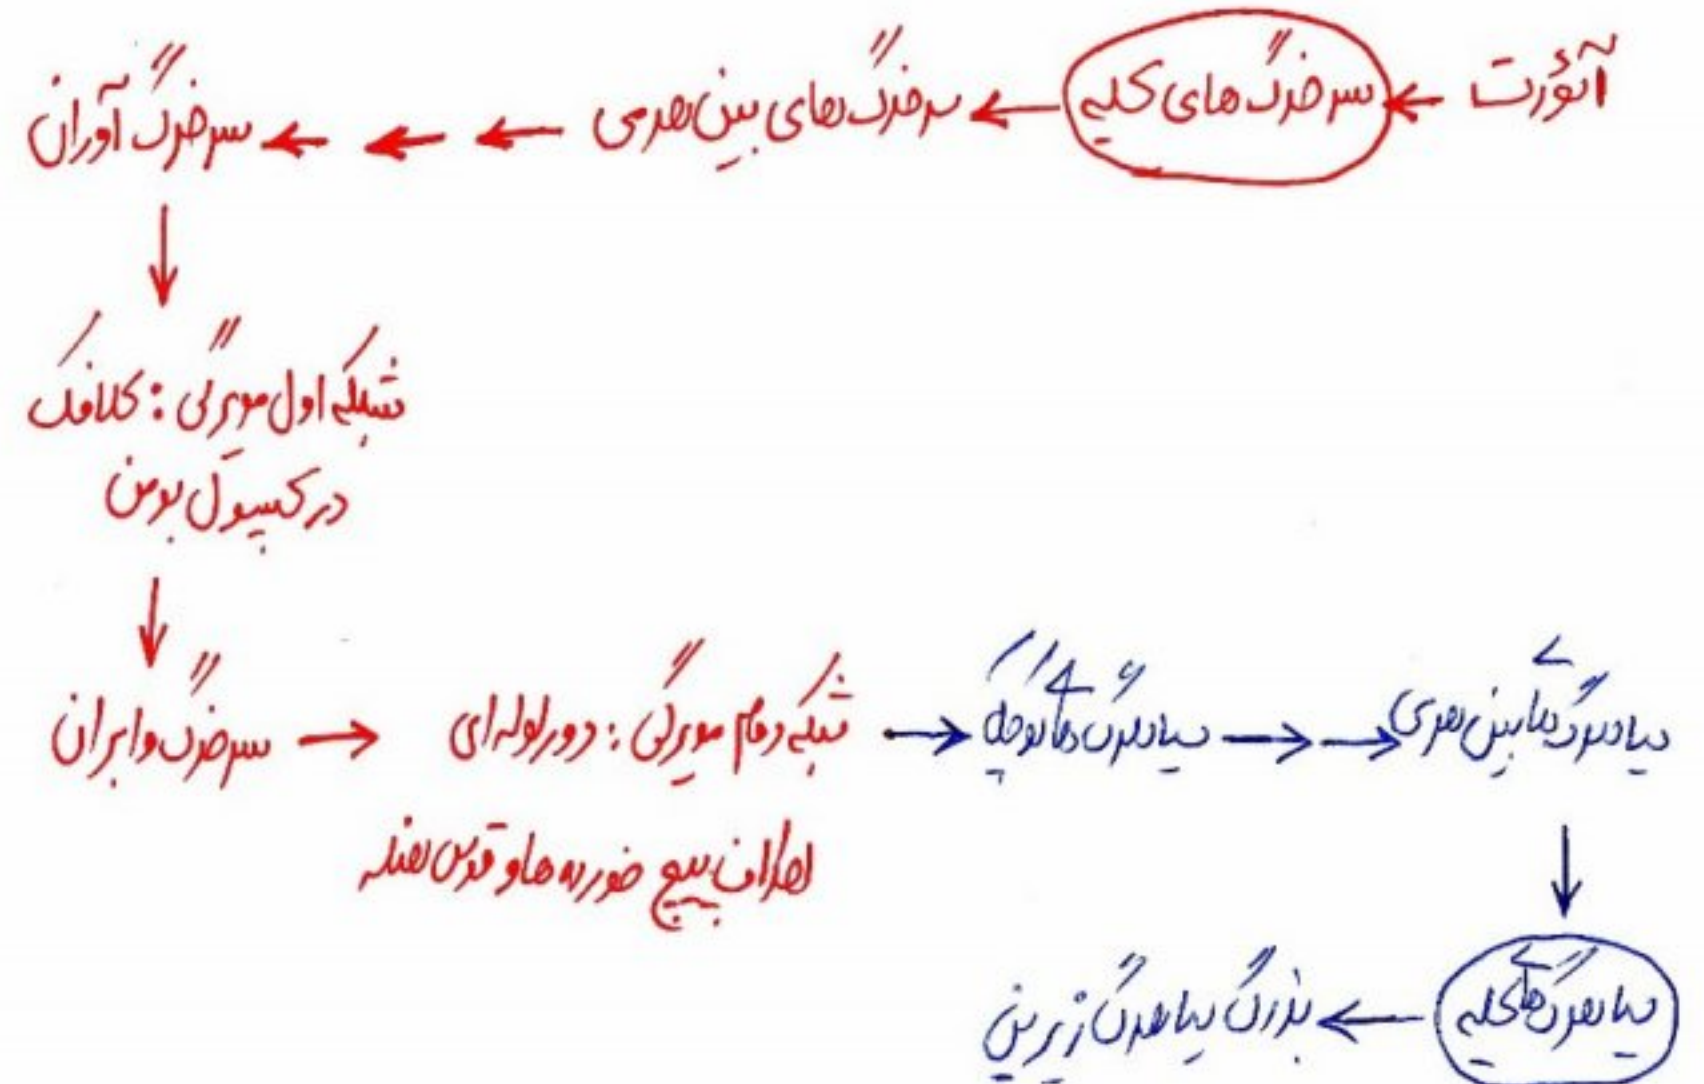 آئورت ← سرخرگ های کلیه ← سرخرگ های بین هرمی ← ← ← سرخرگ آوران
↓
شبکه اول مویرگی : کلافک
در کپسول بومن
↓
سرخرگ وابران → شبکه دوم مویرگی : دور لوله ای → سیاهرگ های کوچک → → سیاهرگ های بین هرمی
اطراف پیچ خورده ها و قوس هنله
↓
سیاهرگ های کلیه ← بزرگ سیاهرگ زیرین